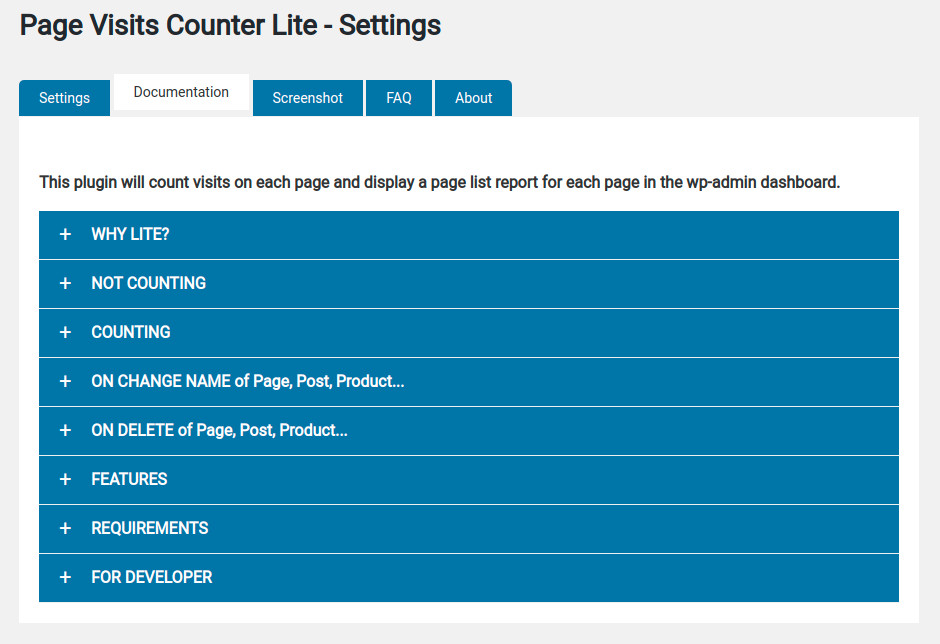 Page Visits Counter Lite - Settings
Settings Documentation Screenshot FAQ About
This plugin will count visits on each page and display a page list report for each page in the wp-admin dashboard.
+ WHY LITE?
+ NOT COUNTING
+ COUNTING
+ ON CHANGE NAME of Page, Post, Product...
+ ON DELETE of Page, Post, Product...
+ FEATURES
+ REQUIREMENTS
+ FOR DEVELOPER